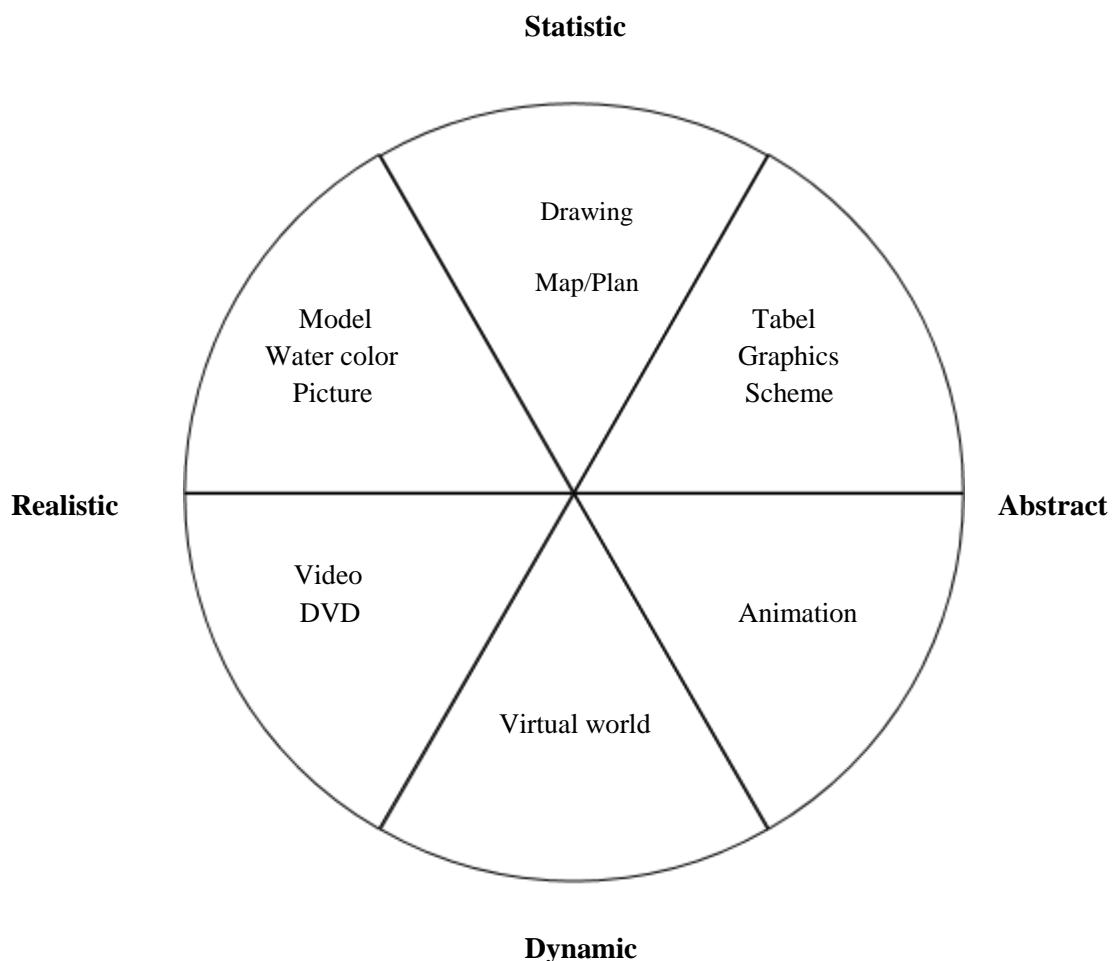 Statistic
Drawing
Map/Plan
Model
Water color
Picture
Tabel
Graphics
Scheme
Realistic
Abstract
Video
DVD
Animation
Virtual world
Dynamic